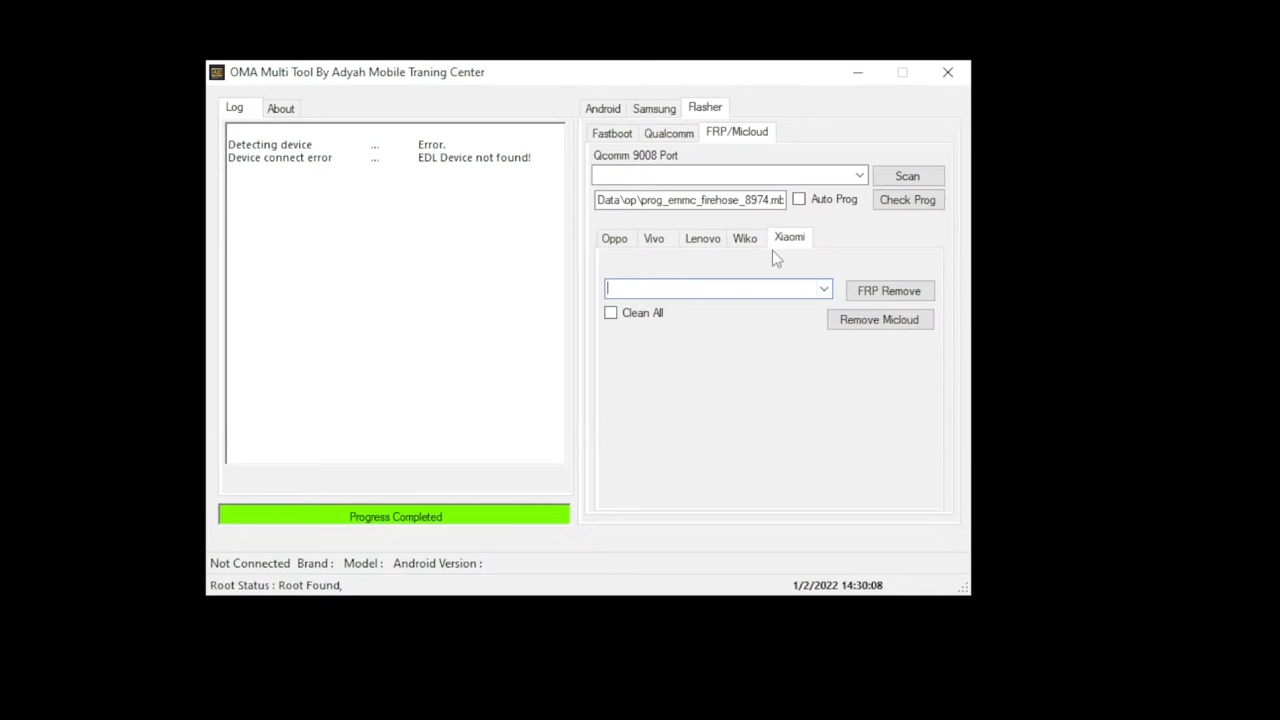 OMA Multi Tool By Adyah Mobile Traning Center
Log About
Detecting device ... Error.
Device connect error ... EDL Device not found!
Progress Completed
Android Samsung Flasher
Fastboot Qualcomm FRP/Micloud
Qcomm 9008 Port
Scan
Data\op\prog_emmc_firehose_8974.mb Auto Prog Check Prog
Oppo Vivo Lenovo Wiko Xiaomi
FRP Remove
Clean All
Remove Micloud
Not Connected Brand : Model : Android Version :
Root Status : Root Found, 1/2/2022 14:30:08